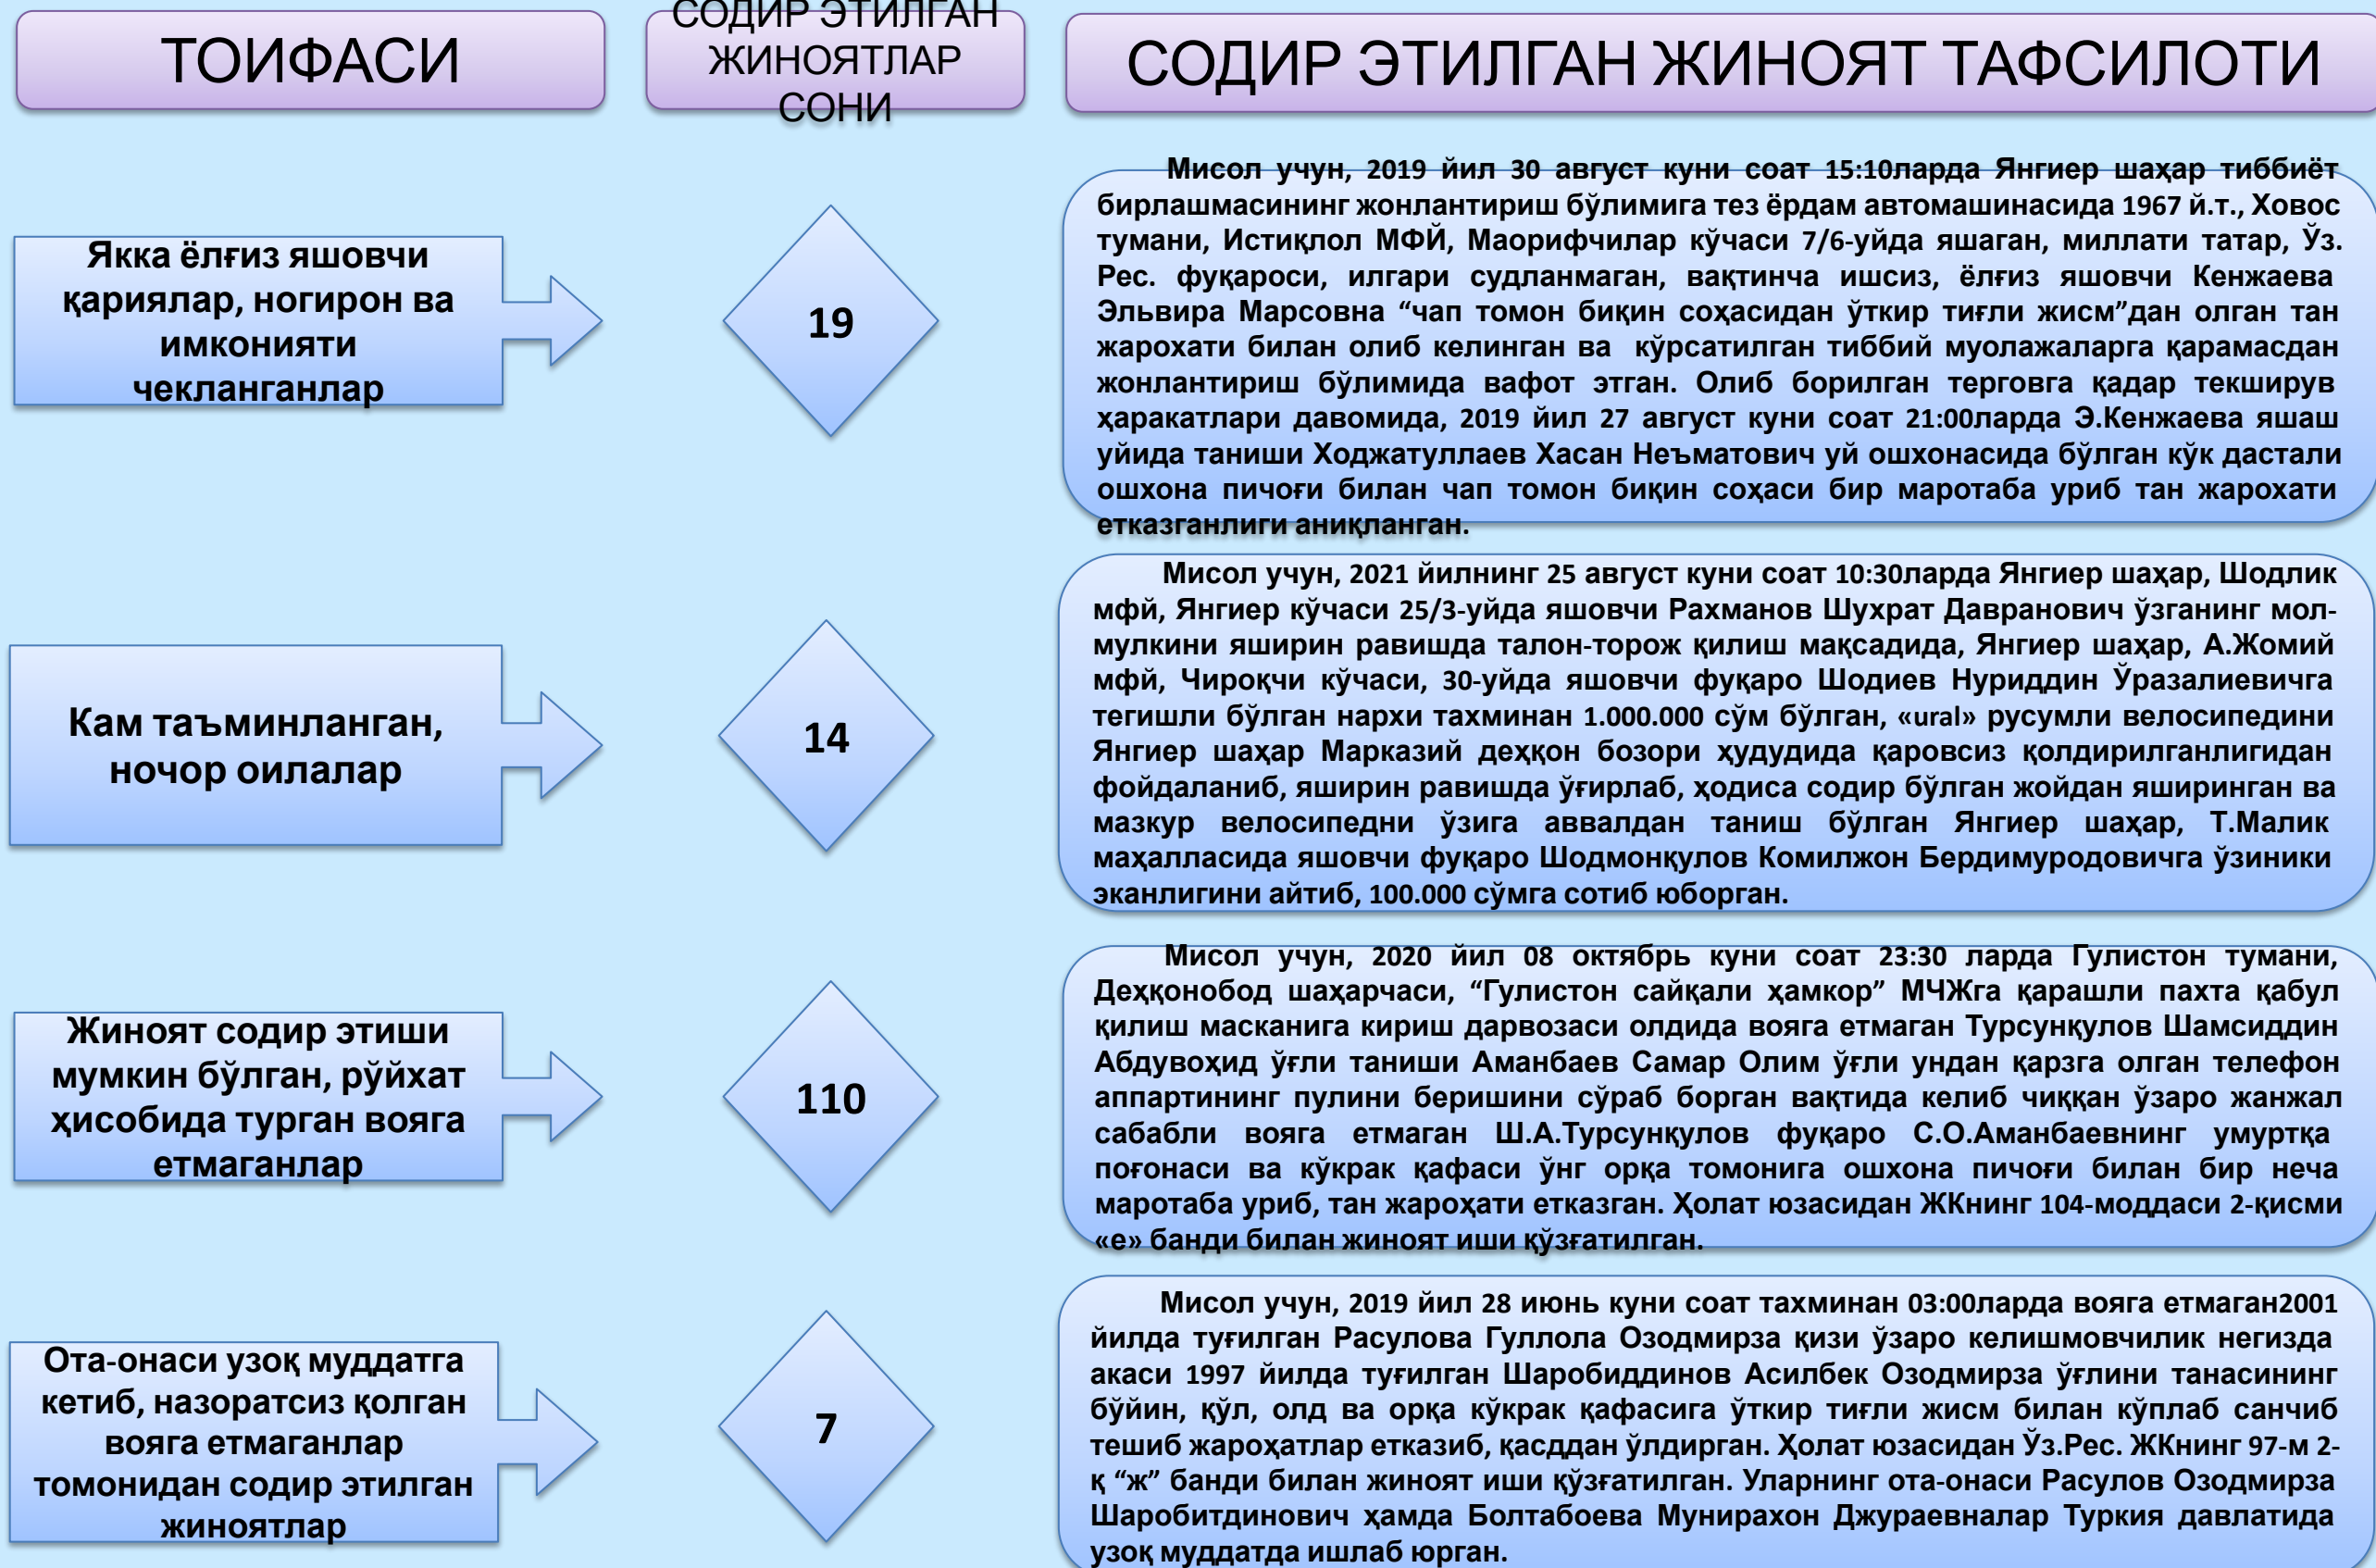 ТОИФАСИ
СОДИР ЭТИЛГАН
ЖИНОЯТЛАР
СОНИ
СОДИР ЭТИЛГАН ЖИНОЯТ ТАФСИЛОТИ
Якка ёлғиз яшовчи
қариялар, ногирон ва
имконияти
чекланганлар
19
Мисол учун, 2019 йил 30 август куни соат 15:10ларда Янгиер шаҳар тиббиёт
бирлашмасининг жонлантириш бўлимига тез ёрдам автомашинасида 1967 й.т., Ховос
тумани, Истиқлол МФЙ, Маорифчилар кўчаси 7/6-уйда яшаган, миллати татар, Ўз.
Рес. фуқароси, илгари судланмаган, вақтинча ишсиз, ёлғиз яшовчи Кенжаева
Эльвира Марсовна “чап томон биқин соҳасидан ўткир тиғли жисм”дан олган тан
жарохати билан олиб келинган ва кўрсатилган тиббий муолажаларга қарамасдан
жонлантириш бўлимида вафот этган. Олиб борилган терговга қадар текширув
ҳаракатлари давомида, 2019 йил 27 август куни соат 21:00ларда Э.Кенжаева яшаш
уйида таниши Ходжатуллаев Хасан Неъматович уй ошхонасида бўлган кўк дастали
ошхона пичоғи билан чап томон биқин соҳаси бир маротаба уриб тан жарохати
етказганлиги аниқланган.
Кам таъминланган,
ночор оилалар
14
Мисол учун, 2021 йилнинг 25 август куни соат 10:30ларда Янгиер шаҳар, Шодлик
мфй, Янгиер кўчаси 25/3-уйда яшовчи Рахманов Шухрат Давранович ўзганинг мол-
мулкини яширин равишда талон-торож қилиш мақсадида, Янгиер шаҳар, А.Жомий
мфй, Чироқчи кўчаси, 30-уйда яшовчи фуқаро Шодиев Нуриддин Ўразалиевичга
тегишли бўлган нархи тахминан 1.000.000 сўм бўлган, «ural» русумли велосипедини
Янгиер шаҳар Марказий деҳқон бозори ҳудудида қаровсиз қолдирилганлигидан
фойдаланиб, яширин равишда ўғирлаб, ҳодиса содир бўлган жойдан яширинган ва
мазкур велосипедни ўзига аввалдан таниш бўлган Янгиер шаҳар, Т.Малик
маҳалласида яшовчи фуқаро Шодмонқулов Комилжон Бердимуродовичга ўзиники
эканлигини айтиб, 100.000 сўмга сотиб юборган.
Жиноят содир этиши
мумкин бўлган, рўйхат
ҳисобида турган вояга
етмаганлар
110
Мисол учун, 2020 йил 08 октябрь куни соат 23:30 ларда Гулистон тумани,
Деҳқонобод шаҳарчаси, “Гулистон сайқали ҳамкор” МЧЖга қарашли пахта қабул
қилиш масканига кириш дарвозаси олдида вояга етмаган Турсунқулов Шамсиддин
Абдувоҳид ўғли таниши Аманбаев Самар Олим ўғли ундан қарзга олган телефон
аппартининг пулини беришини сўраб борган вақтида келиб чиққан ўзаро жанжал
сабабли вояга етмаган Ш.А.Турсунқулов фуқаро С.О.Аманбаевнинг умуртқа
поғонаси ва кўкрак қафаси ўнг орқа томонига ошхона пичоғи билан бир неча
маротаба уриб, тан жароҳати етказган. Ҳолат юзасидан ЖКнинг 104-моддаси 2-қисми
«е» банди билан жиноят иши қўзғатилган.
Ота-онаси узоқ муддатга
кетиб, назоратсиз қолган
вояга етмаганлар
томонидан содир этилган
жиноятлар
7
Мисол учун, 2019 йил 28 июнь куни соат тахминан 03:00ларда вояга етмаган2001
йилда туғилган Расулова Гуллола Озодмирза қизи ўзаро келишмовчилик негизда
акаси 1997 йилда туғилган Шаробиддинов Асилбек Озодмирза ўғлини танасининг
бўйин, қўл, олд ва орқа кўкрак қафасига ўткир тиғли жисм билан кўплаб санчиб
тешиб жароҳатлар етказиб, қасддан ўлдирган. Ҳолат юзасидан Ўз.Рес. ЖКнинг 97-м 2-
қ “ж” банди билан жиноят иши қўзғатилган. Уларнинг ота-онаси Расулов Озодмирза
Шаробитдинович ҳамда Болтабоева Мунирахон Джураевналар Туркия давлатида
узоқ муддатда ишлаб юрган.